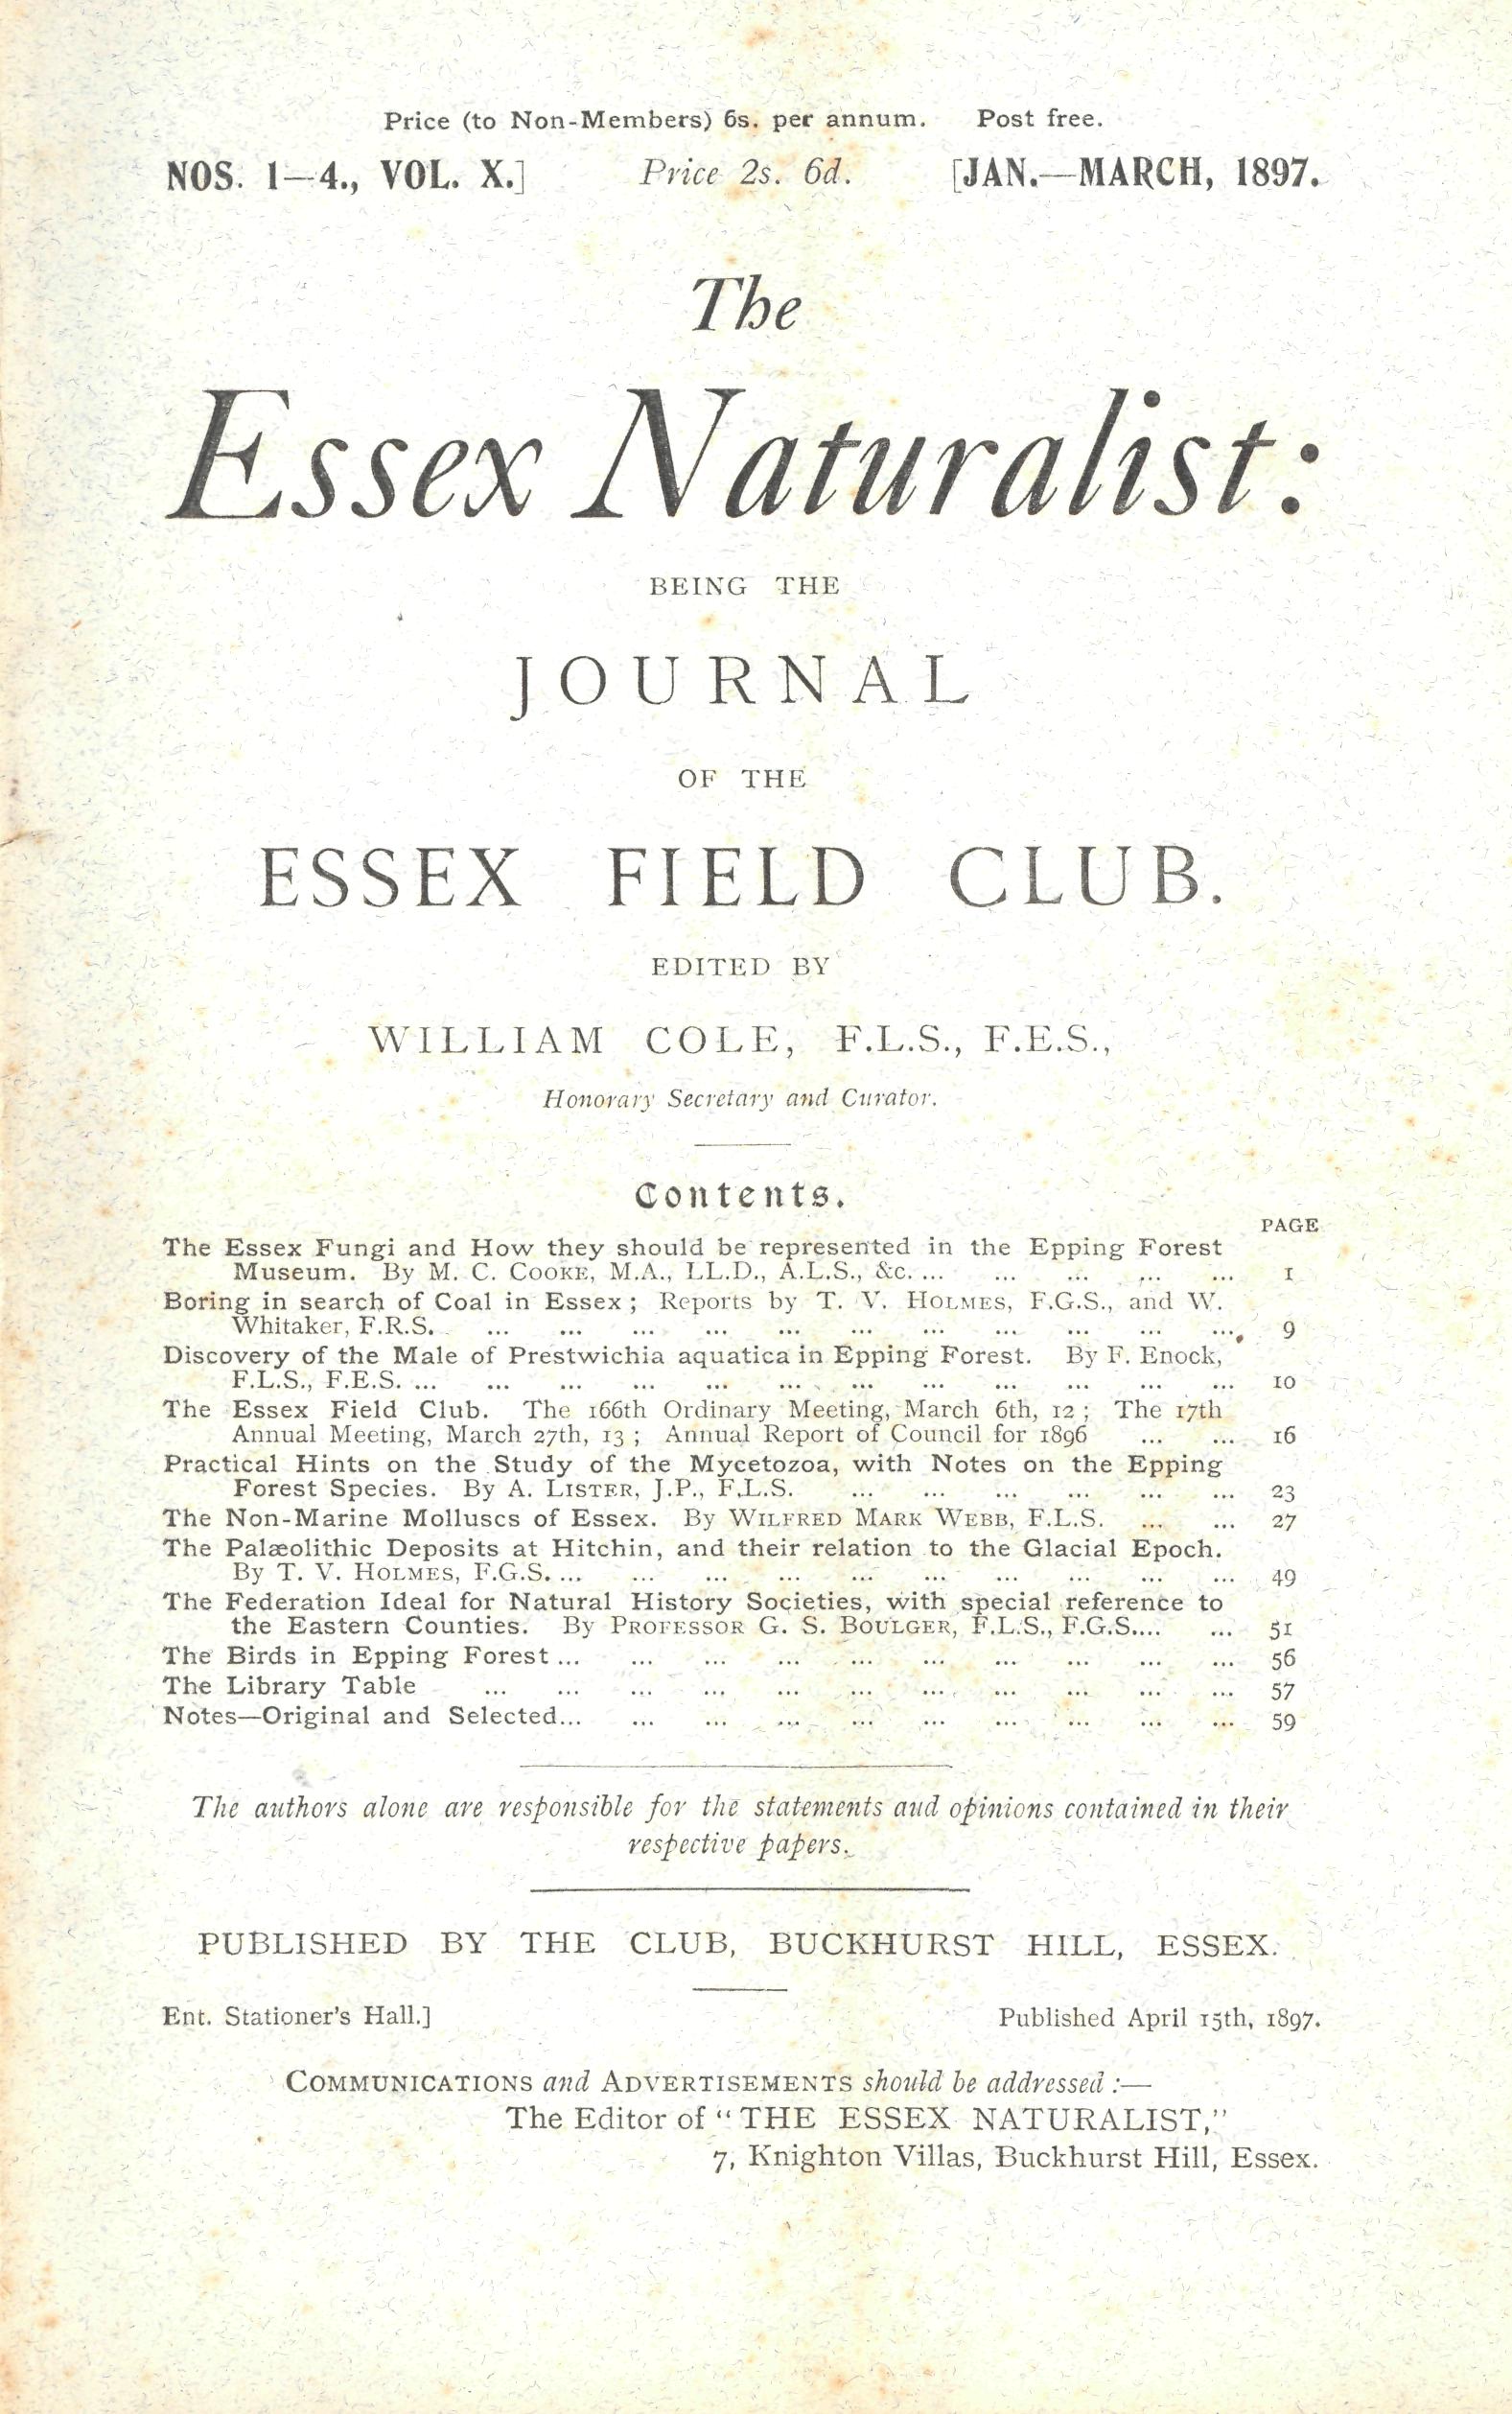 Price (to Non-Members) 6s. per annum. Post free.
NOS. 1—4., VOL. X.] Price 2s. 6d. [JAN.—MARCH, 1897.
The
Essex Naturalist:
BEING THE
JOURNAL
OF THE
ESSEX FIELD CLUB.
EDITED BY
WILLIAM COLE, F.L.S., F.E.S.,
Honorary Secretary and Curator.
Contents.
PAGE
The Essex Fungi and How they should be represented in the Epping Forest
Museum. By M. C. COOKE, M.A., LL.D., A.L.S., &c. ... ... ... ... ... 1
Boring in search of Coal in Essex; Reports by T. V. HOLMES, F.G.S., and W.
Whitaker, F.R.S. ... ... ... ... ... ... ... ... ... ... ... 9
Discovery of the Male of Prestwichia aquatica in Epping Forest. By F. Enock,
F.L.S., F.E.S. ... ... ... ... ... ... ... ... ... ... ... ... 10
The Essex Field Club. The 166th Ordinary Meeting, March 6th, 12; The 17th
Annual Meeting, March 27th, 13; Annual Report of Council for 1896 ... ... 16
Practical Hints on the Study of the Mycetozoa, with Notes on the Epping
Forest Species. By A. LISTER, J.P., F.L.S. ... ... ... ... ... ... 23
The Non-Marine Molluscs of Essex. By WILFRED MARK WEBB, F.L.S. ... ... 27
The Palæolithic Deposits at Hitchin, and their relation to the Glacial Epoch.
By T. V. HOLMES, F.G.S. ... ... ... ... ... ... ... ... ... ... 49
The Federation Ideal for Natural History Societies, with special reference to
the Eastern Counties. By PROFESSOR G. S. BOULGER, F.L.S., F.G.S.... ... 51
The Birds in Epping Forest ... ... ... ... ... ... ... ... ... ... 56
The Library Table ... ... ... ... ... ... ... ... ... ... ... 57
Notes—Original and Selected... ... ... ... ... ... ... ... ... ... 59
The authors alone are responsible for the statements and opinions contained in their
respective papers.
PUBLISHED BY THE CLUB, BUCKHURST HILL, ESSEX.
Ent. Stationer's Hall.] Published April 15th, 1897.
COMMUNICATIONS and ADVERTISEMENTS should be addressed :—
The Editor of "THE ESSEX NATURALIST,"
7, Knighton Villas, Buckhurst Hill, Essex.